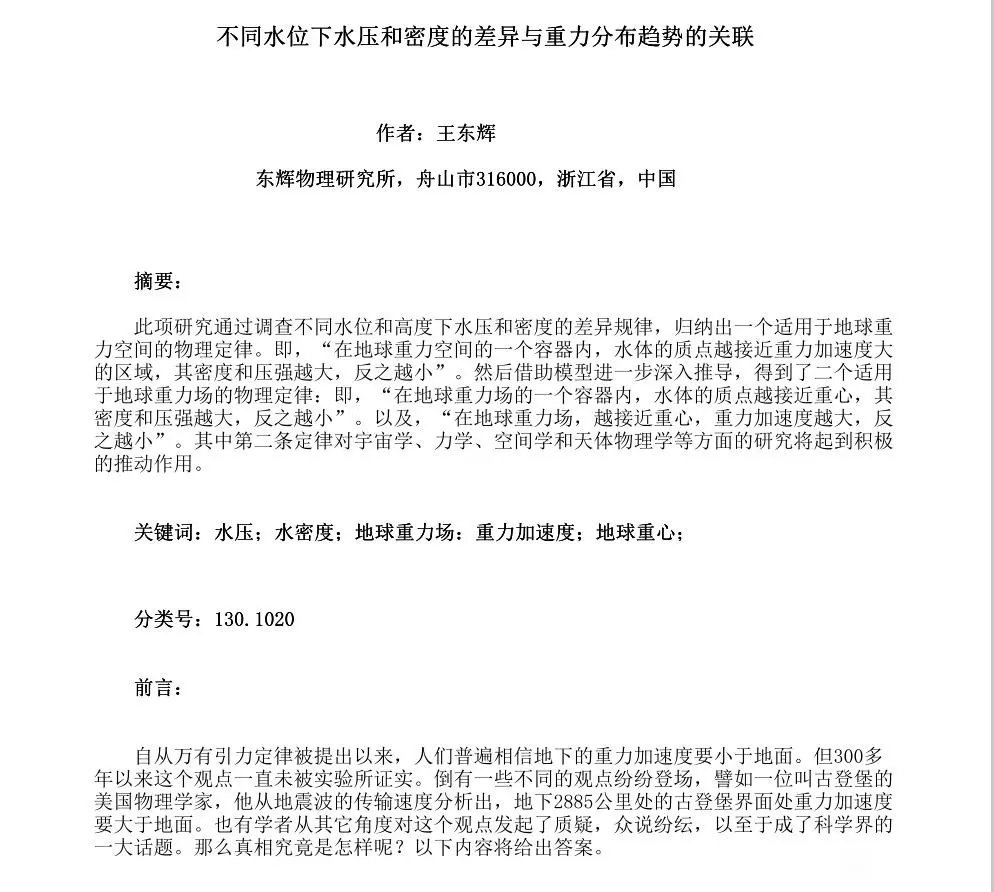 不同水位下水压和密度的差异与重力分布趋势的关联
作者：王东辉
东辉物理研究所，舟山市316000，浙江省，中国
摘要：
此项研究通过调查不同水位和高度下水压和密度的差异规律，归纳出一个适用于地球重
力空间的物理定律。即，“在地球重力空间的一个容器内，水体的质点越接近重力加速度大
的区域，其密度和压强越大，反之越小”。然后借助模型进一步深入推导，得到了二个适用
于地球重力场的物理定律：即，“在地球重力场的一个容器内，水体的质点越接近重心，其
密度和压强越大，反之越小”。以及，“在地球重力场，越接近重心，重力加速度越大，反
之越小”。其中第二条定律对宇宙学、力学、空间学和天体物理学等方面的研究将起到积极
的推动作用。
关键词：水压；水密度；地球重力场：重力加速度；地球重心；
分类号：130.1020
前言：
自从万有引力定律被提出以来，人们普遍相信地下的重力加速度要小于地面。但300多
年以来这个观点一直未被实验所证实。倒有一些不同的观点纷纷登场，譬如一位叫古登堡的
美国物理学家，他从地震波的传输速度分析出，地下2885公里处的古登堡界面处重力加速度
要大于地面。也有学者从其它角度对这个观点发起了质疑，众说纷纭，以至于成了科学界的
一大话题。那么真相究竟是怎样呢？以下内容将给出答案。